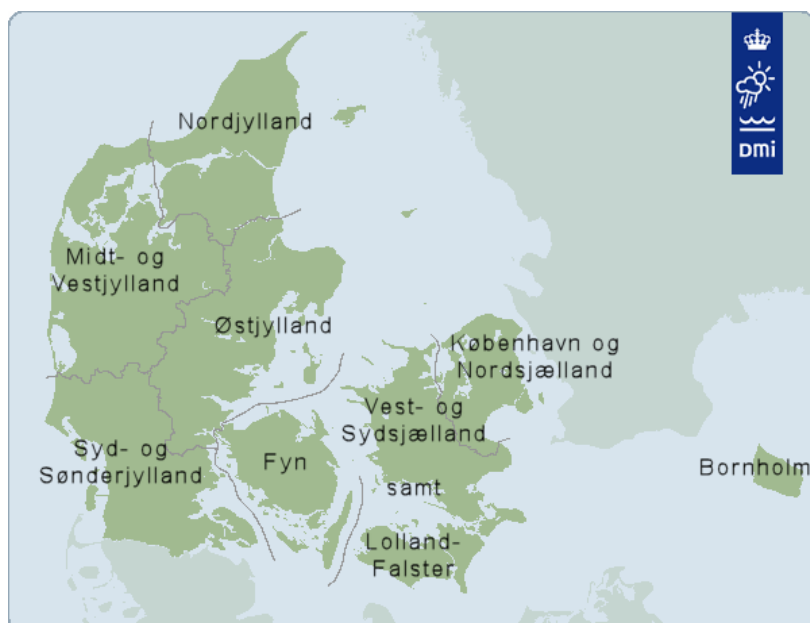 DMi
Nordjylland
Midt- og
Vestjylland
Østjylland
København og
Nordsjælland
Vest- og
Sydsjælland
Syd- og
Sønderjylland
Fyn
samt
Bornholm
Lolland-
Falster